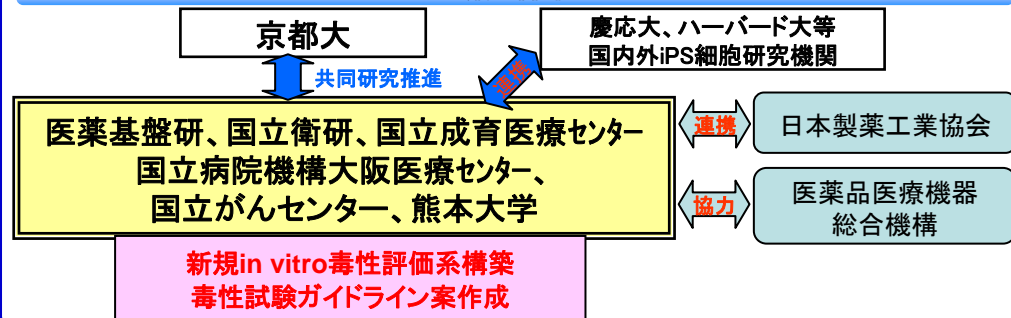 京都大
慶応大、ハーバード大等
国内外iPS細胞研究機関
共同研究推進
連携
医薬基盤研、国立衛研、国立成育医療センター
国立病院機構大阪医療センター、
国立がんセンター、熊本大学
連携
日本製薬工業協会
協力
医薬品医療機器
総合機構
新規in vitro毒性評価系構築
毒性試験ガイドライン案作成